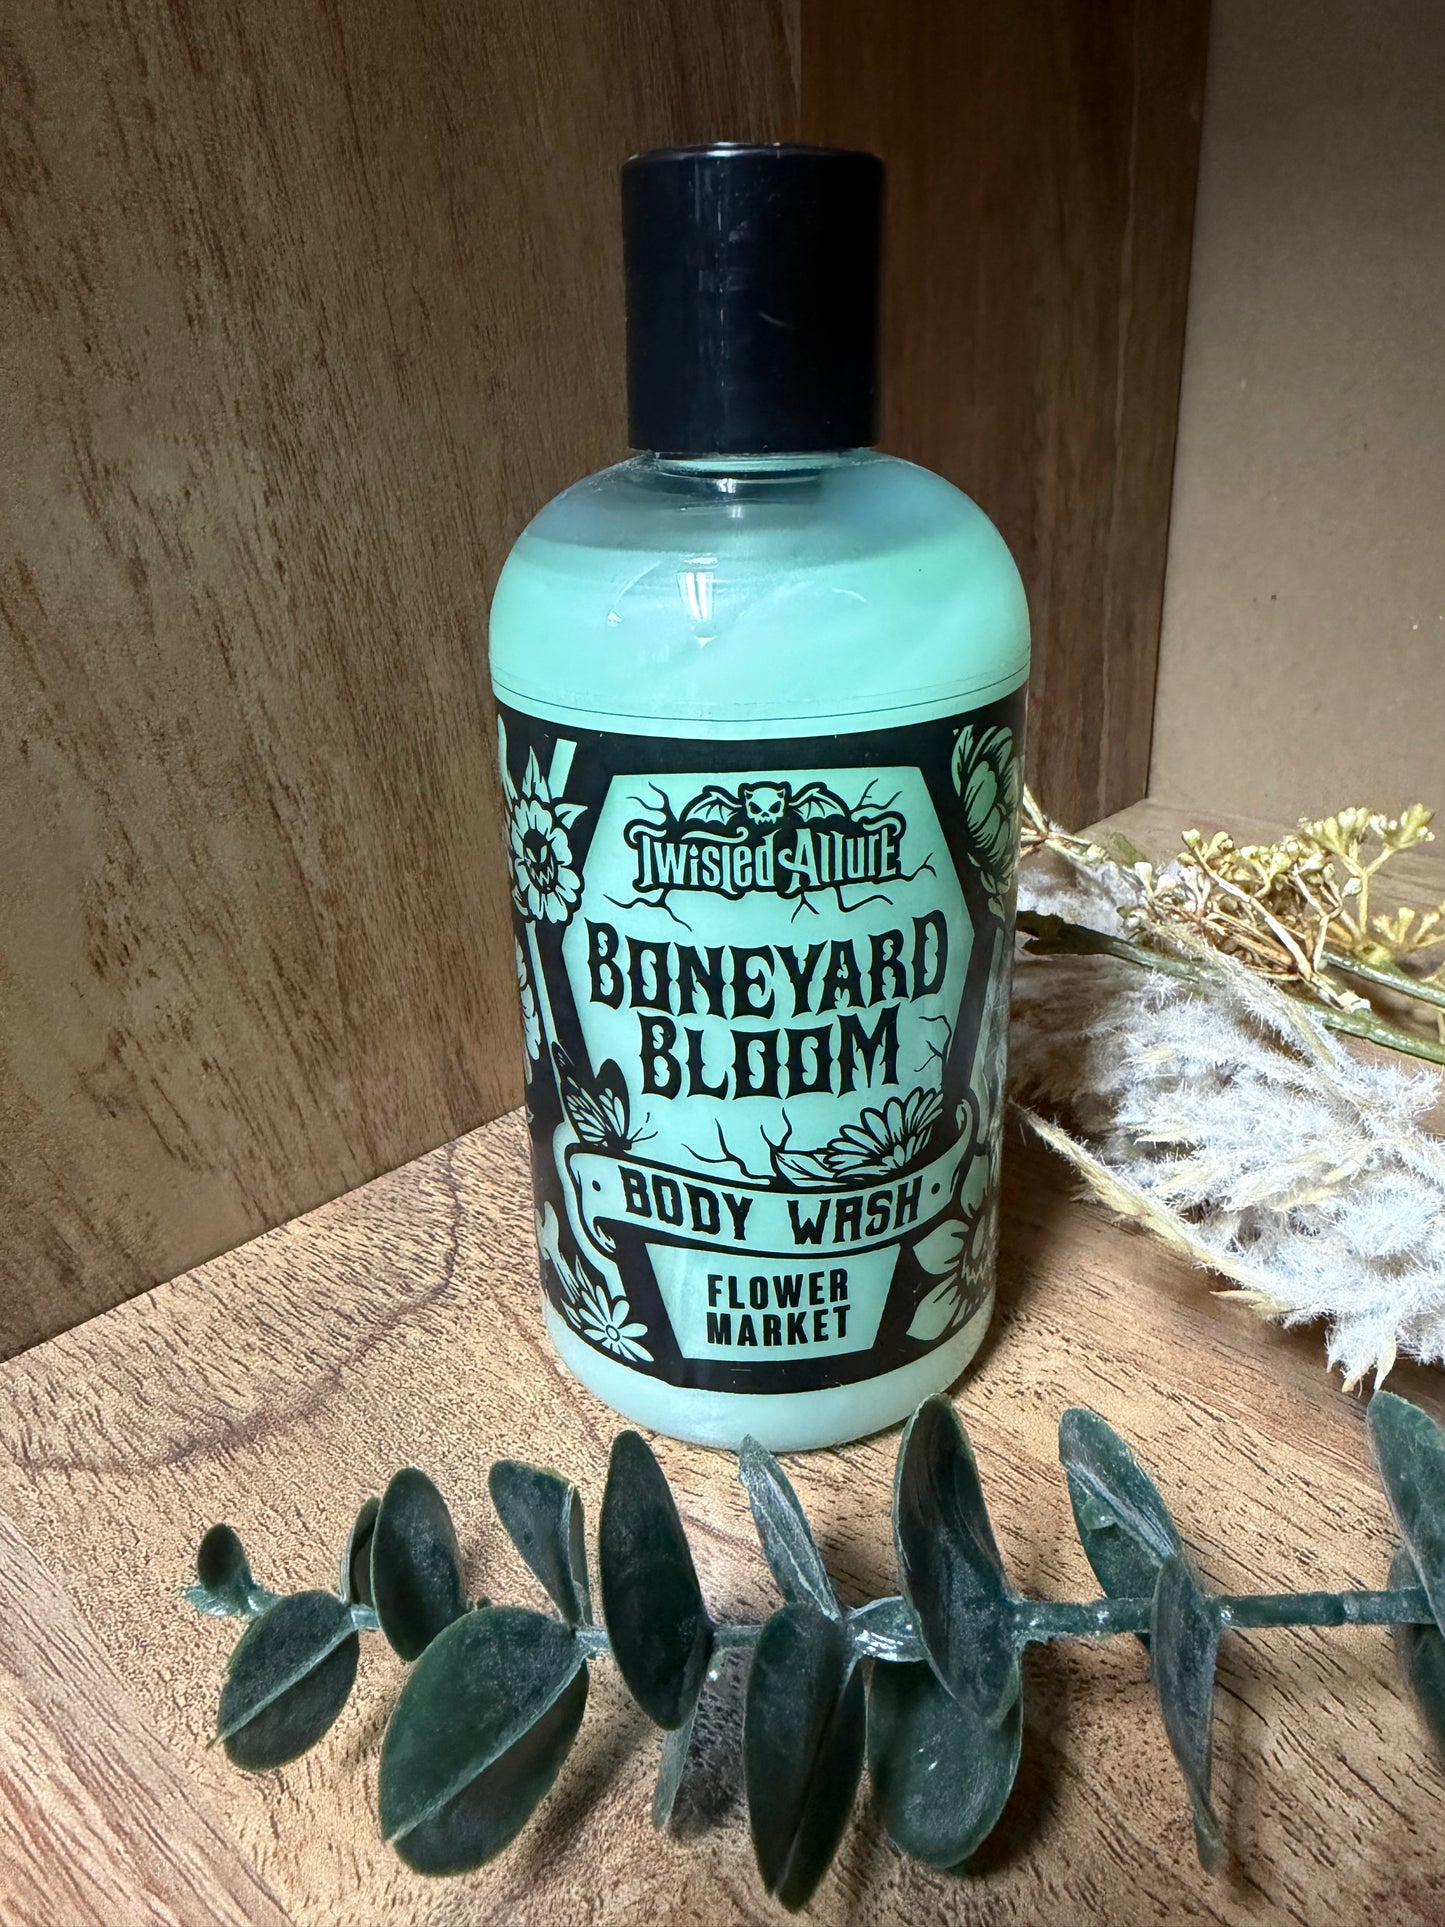 Twisted Allure
BONEYARD
BLOOM
· BODY WASH ·
FLOWER
MARKET